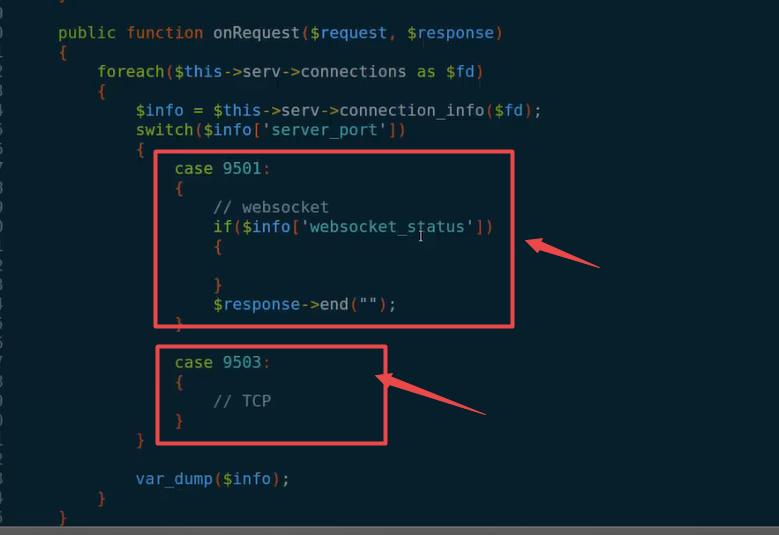 public function onRequest($request, $response)
{
foreach($this->serv->connections as $fd)
{
$info = $this->serv->connection_info($fd);
switch($info['server_port'])
{
case 9501:
{
// websocket
if($info['websocket_status'])
{
}
$response->end("");
}
case 9503:
{
// TCP
}
}
var_dump($info);
}
}